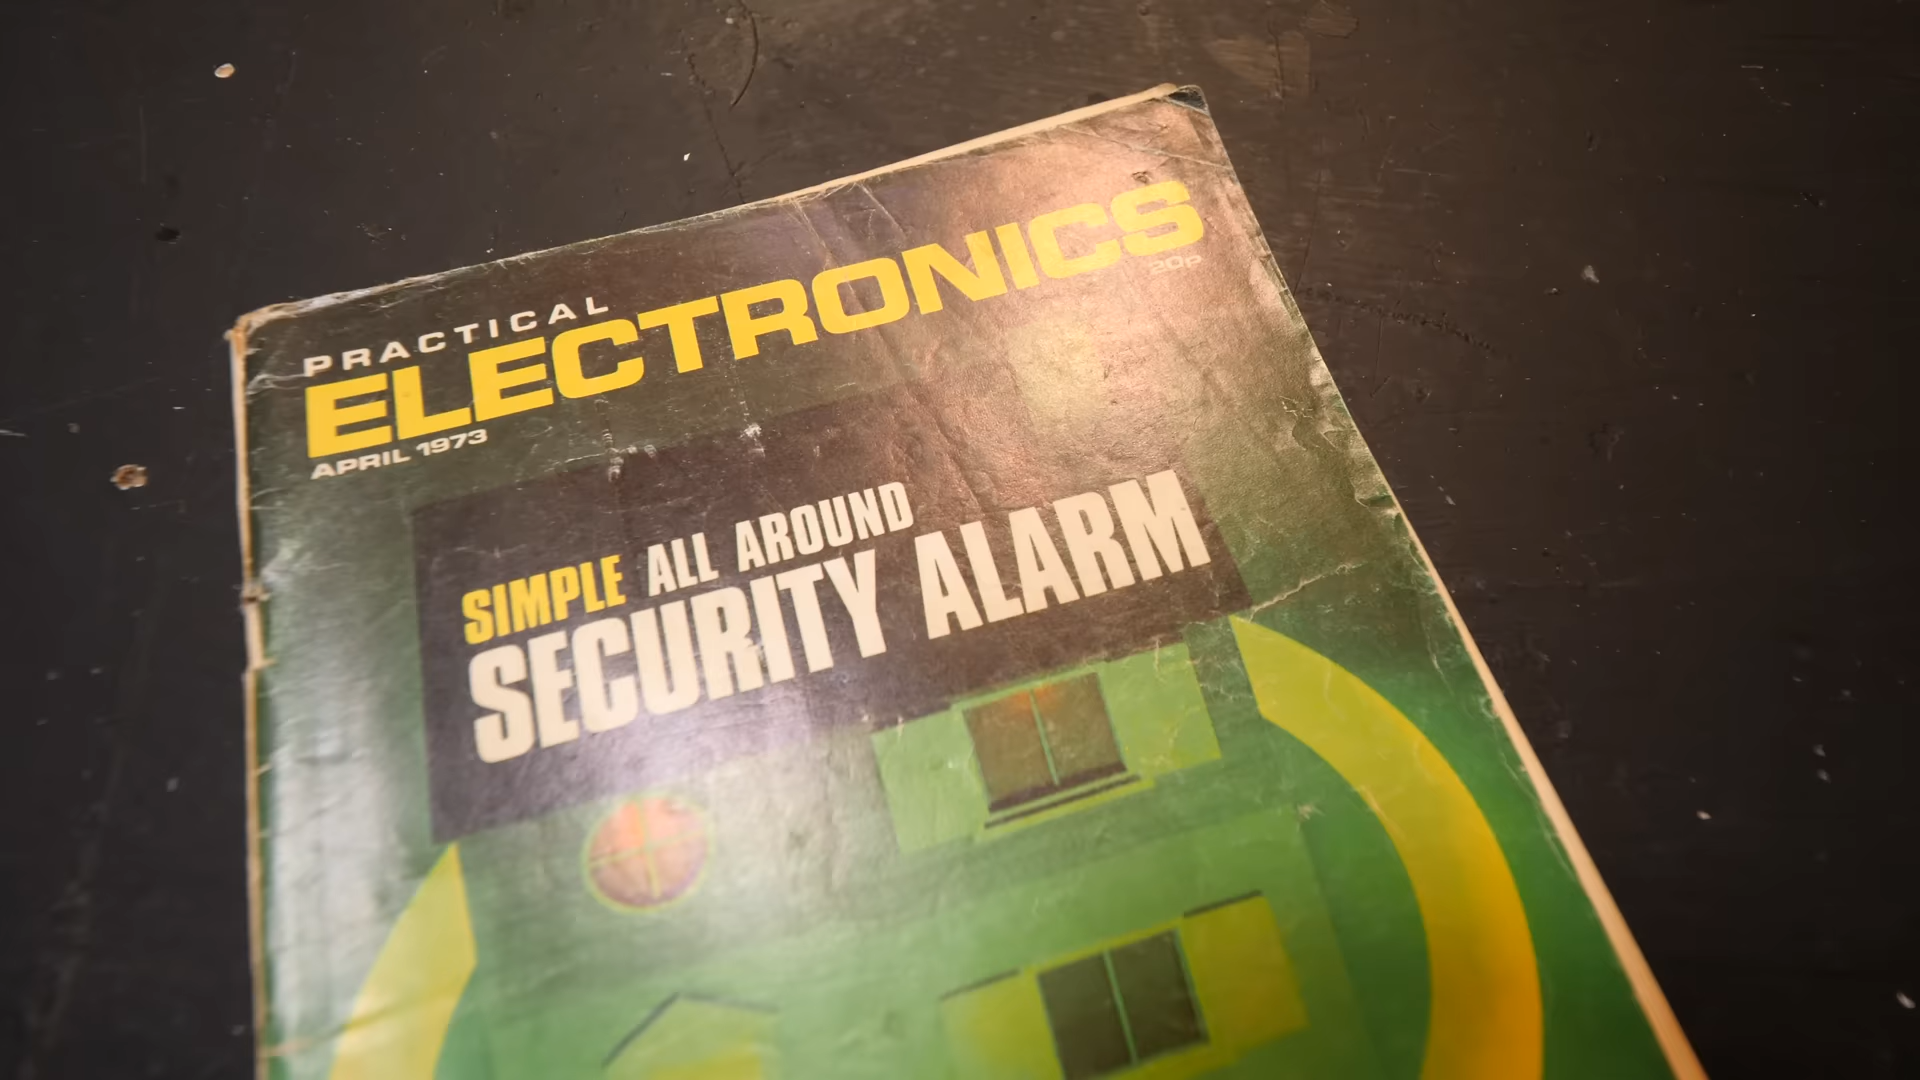 PRACTICAL
ELECTRONICS
APRIL 1973
20p
SIMPLE ALL AROUND
SECURITY ALARM